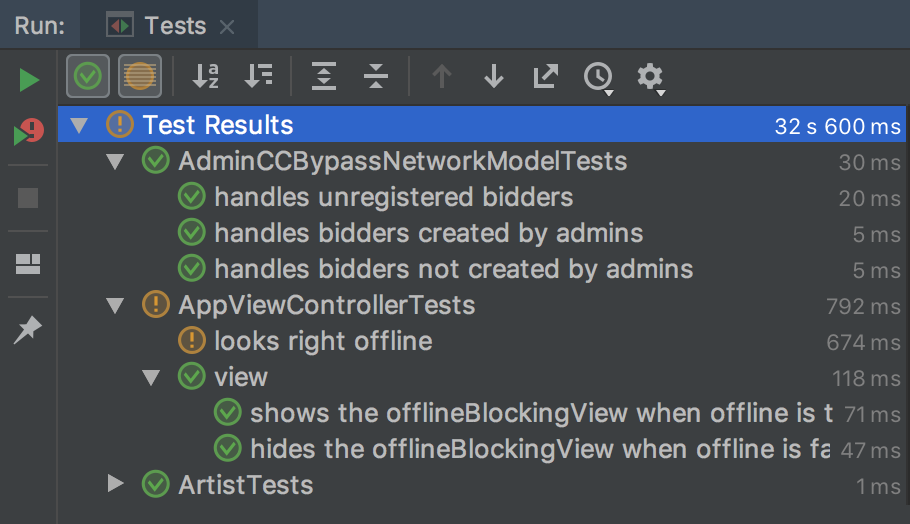 Run: Tests
Test Results 32 s 600 ms
AdminCCBypassNetworkModelTests 30 ms
handles unregistered bidders 20 ms
handles bidders created by admins 5 ms
handles bidders not created by admins 5 ms
AppViewControllerTests 792 ms
looks right offline 674 ms
view 118 ms
shows the offlineBlockingView when offline is t 71 ms
hides the offlineBlockingView when offline is fa 47 ms
ArtistTests 1 ms